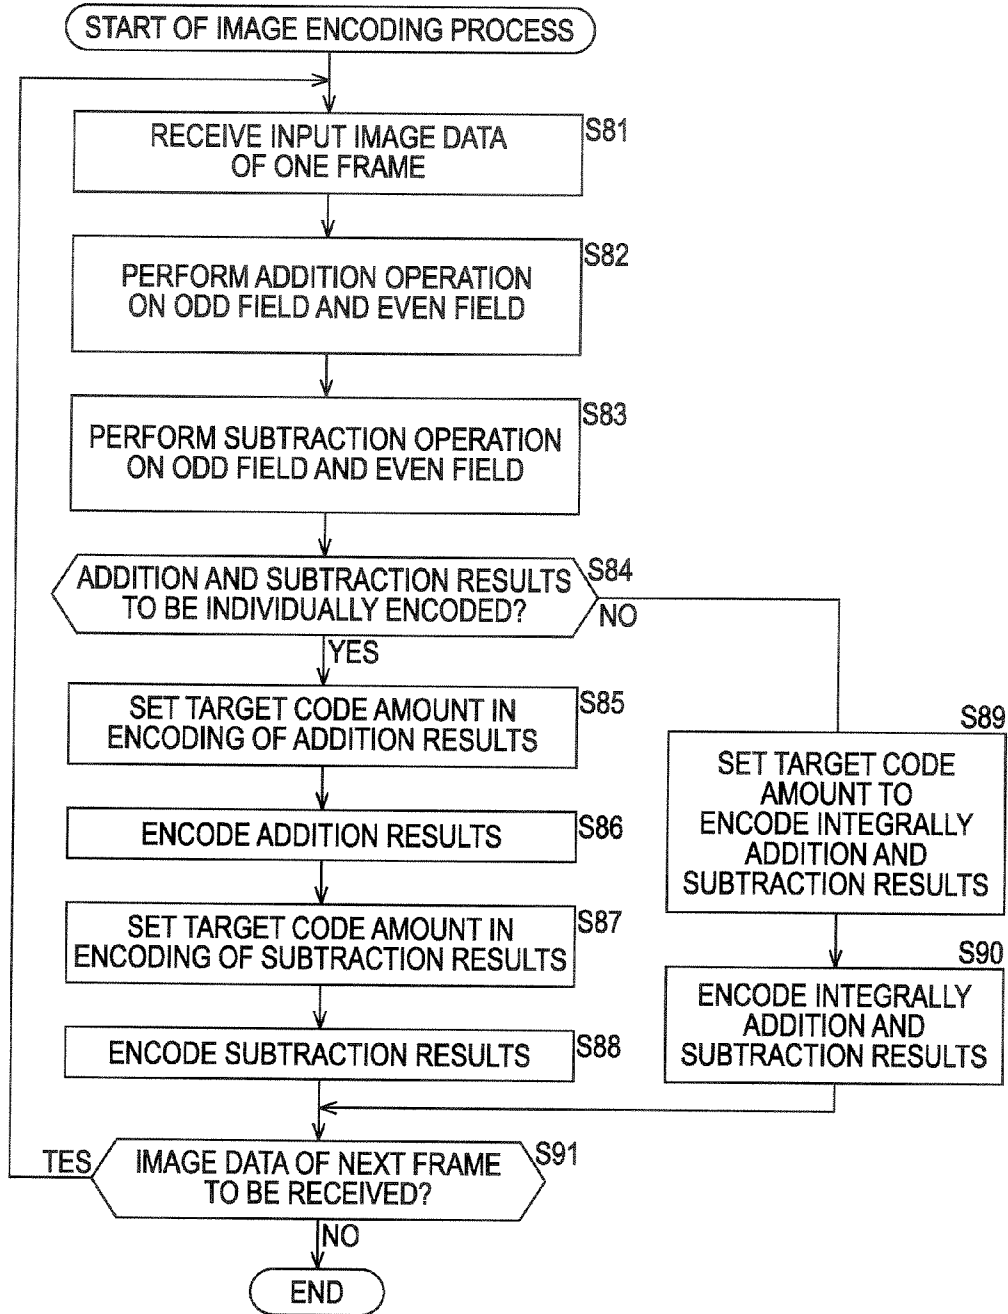 START OF IMAGE ENCODING PROCESS
S81
RECEIVE INPUT IMAGE DATA
OF ONE FRAME
S82
PERFORM ADDITION OPERATION
ON ODD FIELD AND EVEN FIELD
S83
PERFORM SUBTRACTION OPERATION
ON ODD FIELD AND EVEN FIELD
S84
ADDITION AND SUBTRACTION RESULTS
TO BE INDIVIDUALLY ENCODED?
NO
YES
S85
SET TARGET CODE AMOUNT IN
ENCODING OF ADDITION RESULTS
S86
ENCODE ADDITION RESULTS
S87
SET TARGET CODE AMOUNT IN
ENCODING OF SUBTRACTION RESULTS
S88
ENCODE SUBTRACTION RESULTS
S89
SET TARGET CODE
AMOUNT TO
ENCODE INTEGRALLY
ADDITION AND
SUBTRACTION RESULTS
S90
ENCODE INTEGRALLY
ADDITION AND
SUBTRACTION RESULTS
S91
TES
IMAGE DATA OF NEXT FRAME
TO BE RECEIVED?
NO
END